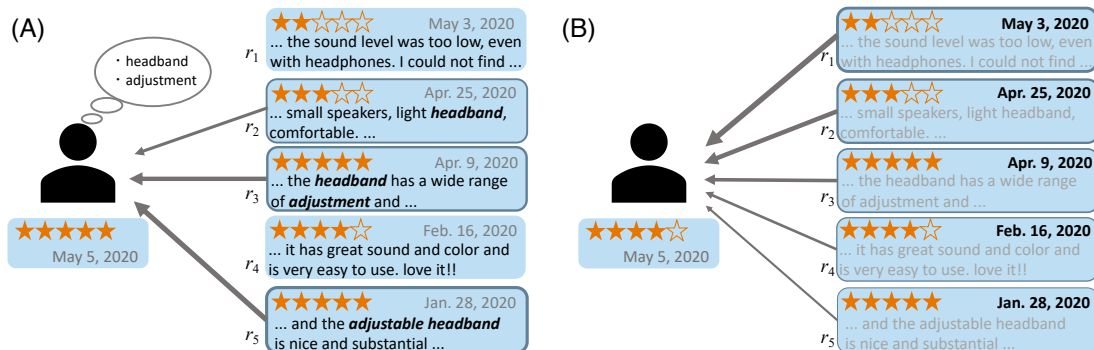 (A)
· headband
· adjustment
May 5, 2020
r1
May 3, 2020
... the sound level was too low, even
with headphones. I could not find ...
r2
Apr. 25, 2020
... small speakers, light headband,
comfortable. ...
r3
Apr. 9, 2020
... the headband has a wide range
of adjustment and ...
r4
Feb. 16, 2020
... it has great sound and color and
is very easy to use. love it!!
r5
Jan. 28, 2020
... and the adjustable headband
is nice and substantial ...
(B)
May 5, 2020
r1
May 3, 2020
... the sound level was too low, even
with headphones. I could not find ...
r2
Apr. 25, 2020
... small speakers, light headband,
comfortable. ...
r3
Apr. 9, 2020
... the headband has a wide range
of adjustment and ...
r4
Feb. 16, 2020
... it has great sound and color and
is very easy to use. love it!!
r5
Jan. 28, 2020
... and the adjustable headband
is nice and substantial ...